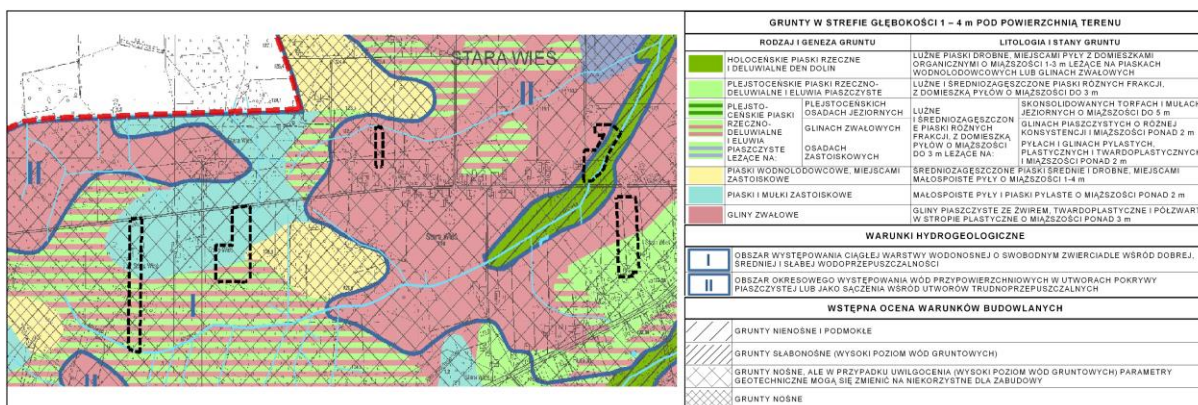 STARA WIEŚ
II
II
I
Stara Wieś
II
GRUNTY W STREFIE GŁĘBOKOŚCI 1 – 4 m POD POWIERZCHNIĄ TERENU
RODZAJ I GENEZA GRUNTU
LITOLOGIA I STANY GRUNTU
HOLOCEŃSKIE PIASKI RZECZNE
I DELUWIALNE DEN DOLIN
LUŹNE PIASKI DROBNE, MIEJSCAMI PYŁY Z DOMIESZKAMI
ORGANICZNYMI O MIĄŻSZOŚCI 1-3 m LEŻĄCE NA PIASKACH
WODNOLODOWCOWYCH LUB GLINACH ZWAŁOWYCH
PLEJSTOCEŃSKIE PIASKI RZECZNO-
DELUWIALNE I ELUWIA PIASZCZYSTE
LUŹNE I ŚREDNIOZAGĘSZCZONE PIASKI RÓŻNYCH FRAKCJI,
Z DOMIESZKĄ PYŁÓW O MIĄŻSZOŚCI DO 3 m
PLEJSTO-
CEŃSKIE PIASKI
RZECZNO-
DELUWIALNE
I ELUWIA
PIASZCZYSTE
LEŻĄCE NA:
PLEJSTOCEŃSKICH
OSADACH JEZIORNYCH
GLINACH ZWAŁOWYCH
OSADACH
ZASTOISKOWYCH
LUŹNE
I ŚREDNIOZAGĘSZCZON
E PIASKI RÓŻNYCH
FRAKCJI, Z DOMIESZKĄ
PYŁÓW O MIĄŻSZOŚCI
DO 3 m LEŻĄCE NA:
SKONSOLIDOWANYCH TORFACH I MUŁACH
JEZIORNYCH O MIĄŻSZOŚCI DO 5 m
GLINACH PIASZCZYSTYCH O RÓŻNEJ
KONSYSTENCJI I MIĄŻSZOŚCI PONAD 2 m
PYŁACH I GLINACH PYLASTYCH,
PLASTYCZNYCH I TWARDOPLASTYCZNYCH
I MIĄŻSZOŚCI PONAD 2 m
PIASKI WODNOLODOWCOWE, MIEJSCAMI
ZASTOISKOWE
ŚREDNIOZAGĘSZCZONE PIASKI ŚREDNIE I DROBNE, MIEJSCAMI
MAŁOSPOISTE PYŁY O MIĄŻSZOŚCI 1-4 m
PIASKI I MUŁKI ZASTOISKOWE
MAŁOSPOISTE PYŁY I PIASKI PYLASTE O MIĄŻSZOŚCI PONAD 2 m
GLINY ZWAŁOWE
GLINY PIASZCZYSTE ZE ŻWIREM, TWARDOPLASTYCZNE I PÓŁZWART
W STROPIE PLASTYCZNE O MIĄŻSZOŚCI PONAD 3 m
WARUNKI HYDROGEOLOGICZNE
I
OBSZAR WYSTĘPOWANIA CIĄGŁEJ WARSTWY WODONOSNEJ O SWOBODNYM ZWIERCIADLE WŚRÓD DOBREJ,
ŚREDNIEJ I SŁABEJ WODOPRZEPUSZCZALNOŚCI
II
OBSZAR OKRESOWEGO WYSTĘPOWANIA WÓD PRZYPOWIERZCHNIOWYCH W UTWORACH POKRYWY
PIASZCZYSTEJ LUB JAKO SĄCZENIA WŚRÓD UTWORÓW TRUDNOPRZEPUSZCZALNYCH
WSTĘPNA OCENA WARUNKÓW BUDOWLANYCH
GRUNTY NIENOŚNE I PODMOKŁE
GRUNTY SŁABONOŚNE (WYSOKI POZIOM WÓD GRUNTOWYCH)
GRUNTY NOŚNE, ALE W PRZYPADKU UWILGOCENIA (WYSOKI POZIOM WÓD GRUNTOWYCH) PARAMETRY
GEOTECHNICZNE MOGĄ SIĘ ZMIENIĆ NA NIEKORZYSTNE DLA ZABUDOWY
GRUNTY NOŚNE